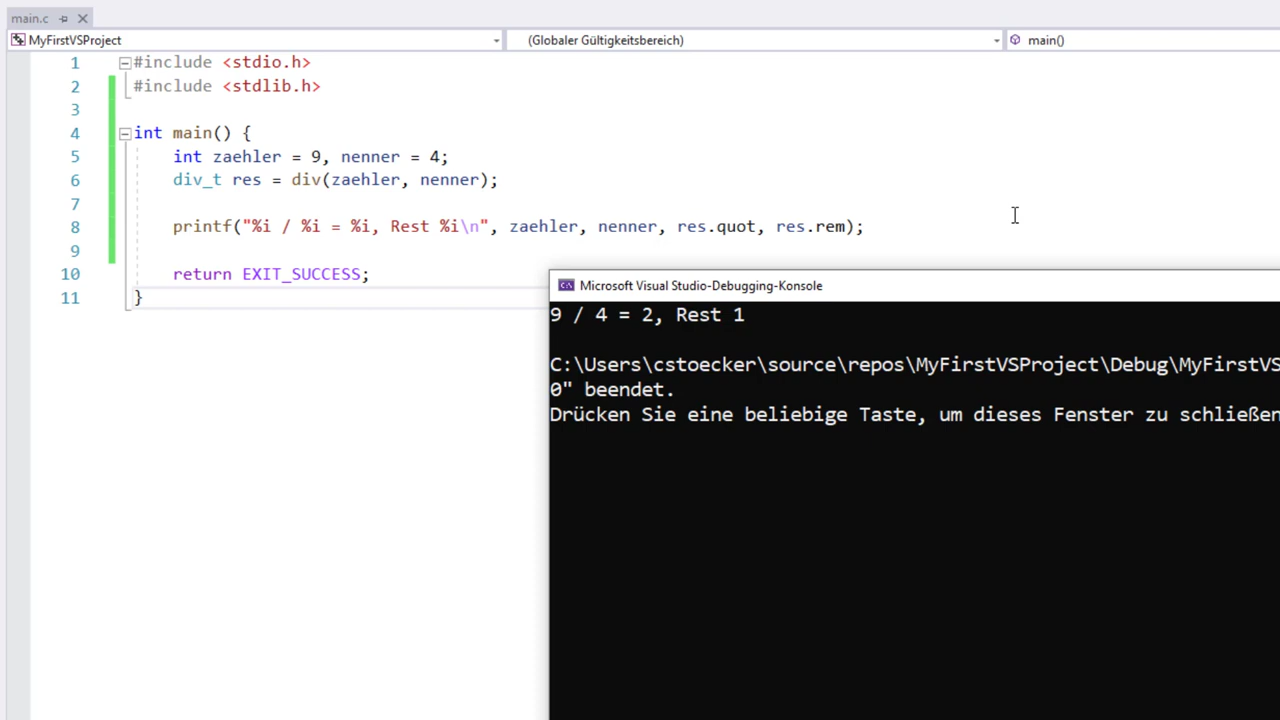 main.c
MyFirstVSProject (Globaler Gültigkeitsbereich) main()
1 #include <stdio.h>
2 #include <stdlib.h>
3
4 int main() {
5 int zaehler = 9, nenner = 4;
6 div_t res = div(zaehler, nenner);
7
8 printf("%i / %i = %i, Rest %i\n", zaehler, nenner, res.quot, res.rem);
9
10 return EXIT_SUCCESS;
11 }
Microsoft Visual Studio-Debugging-Konsole
9 / 4 = 2, Rest 1
C:\Users\cstoecker\source\repos\MyFirstVSProject\Debug\MyFirstVS
0" beendet.
Drücken Sie eine beliebige Taste, um dieses Fenster zu schließen